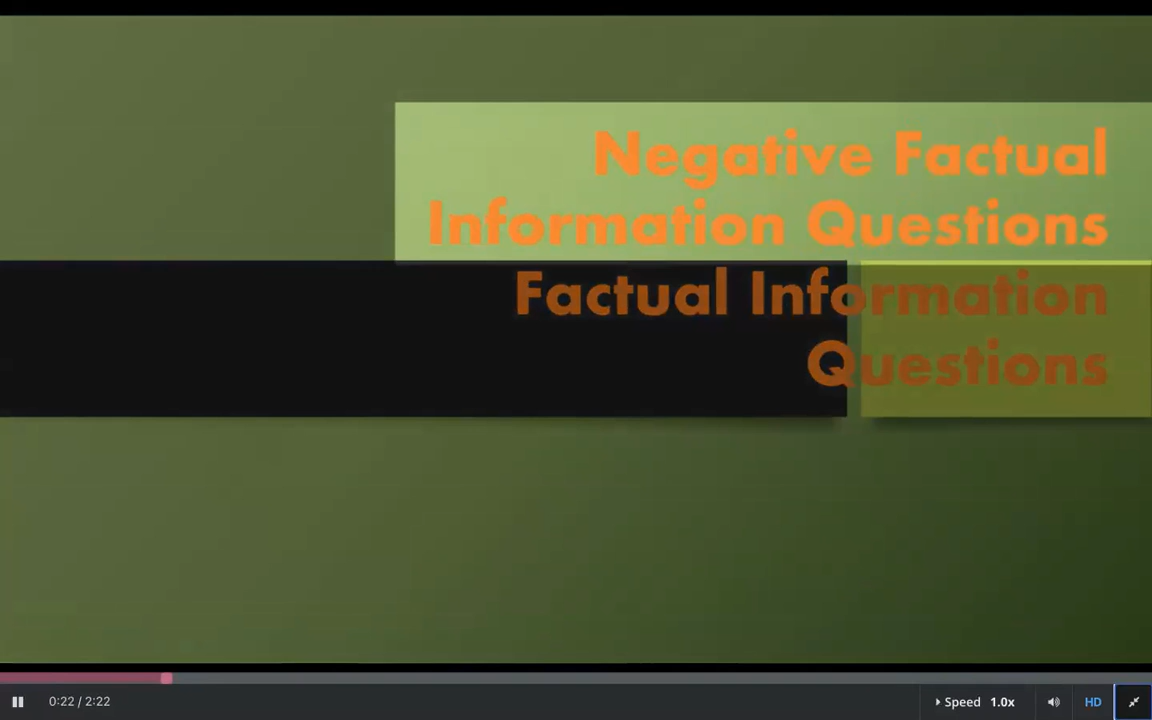 Negative Factual
Information Questions
Factual Information
Questions
0:22 / 2:22
Speed 1.0x
HD